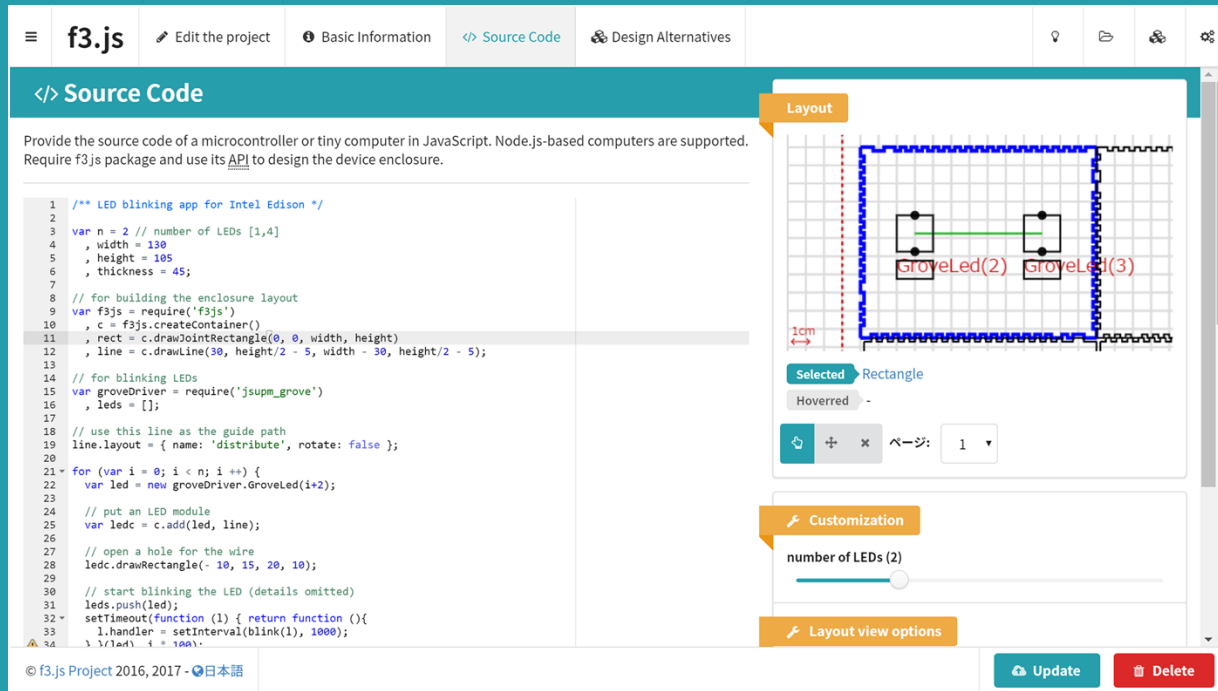 f3.js
Edit the project
Basic Information
</> Source Code
Design Alternatives
</> Source Code
Provide the source code of a microcontroller or tiny computer in JavaScript. Node.js-based computers are supported.
Require f3js package and use its API to design the device enclosure.
1 /** LED blinking app for Intel Edison */
2
3 var n = 2 // number of LEDs [1,4]
4   , width = 130
5   , height = 105
6   , thickness = 45;
7
8 // for building the enclosure layout
9 var f3js = require('f3js')
10   , c = f3js.createContainer()
11   , rect = c.drawJointRectangle(0, 0, width, height)
12   , line = c.drawLine(30, height/2 - 5, width - 30, height/2 - 5);
13
14 // for blinking LEDs
15 var groveDriver = require('jsupm_grove')
16   , leds = [];
17
18 // use this line as the guide path
19 line.layout = { name: 'distribute', rotate: false };
20
21 for (var i = 0; i < n; i ++) {
22   var led = new groveDriver.GroveLed(i+2);
23
24   // put an LED module
25   var ledc = c.add(led, line);
26
27   // open a hole for the wire
28   ledc.drawRectangle(- 10, 15, 20, 10);
29
30   // start blinking the LED (details omitted)
31   leds.push(led);
32   setTimeout(function (l) { return function (){
33     l.handler = setInterval(blink(l), 1000);
34   } }(led), i * 100);
Layout
GroveLed(2) GroveLed(3)
1cm
Selected Rectangle
Hoverred -
ページ: 1
Customization
number of LEDs (2)
Layout view options
© f3.js Project 2016, 2017 - 日本語
Update
Delete